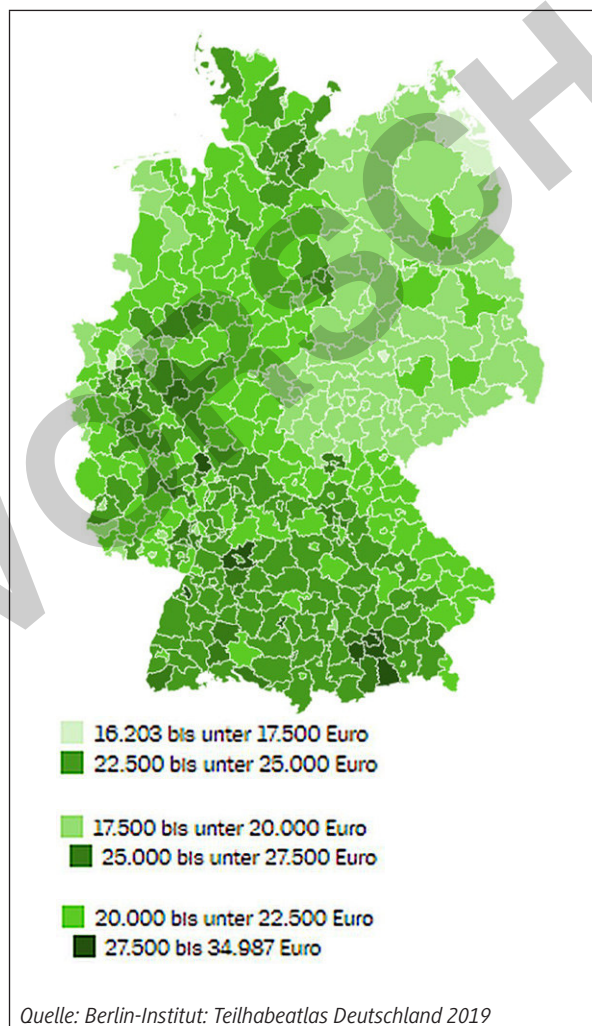 VORSCH
16.203 bis unter 17.500 Euro
22.500 bis unter 25.000 Euro
17.500 bis unter 20.000 Euro
25.000 bis unter 27.500 Euro
20.000 bis unter 22.500 Euro
27.500 bis 34.987 Euro
Quelle: Berlin-Institut: Teilhabeatlas Deutschland 2019